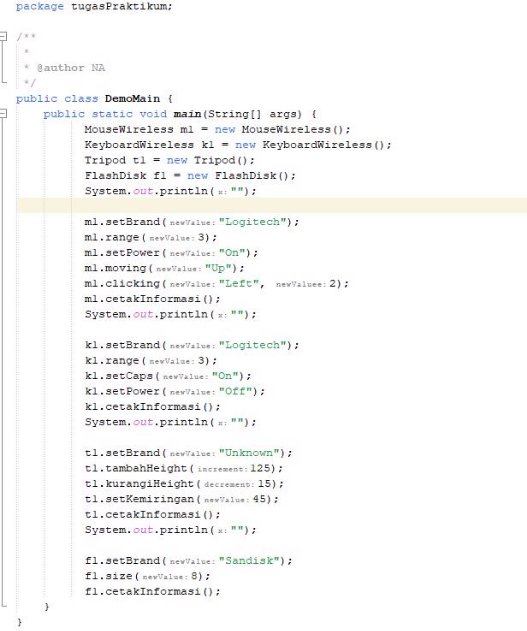 package tugasPraktikum;
/**
 *
 * @author NA
 */
public class DemoMain {
    public static void main(String[] args) {
        MouseWireless m1 = new MouseWireless();
        KeyboardWireless k1 = new KeyboardWireless();
        Tripod t1 = new Tripod();
        FlashDisk f1 = new FlashDisk();
        System.out.println( x: "");
        m1.setBrand( newValue: "Logitech");
        m1.range( newValue: 3);
        m1.setPower( newValue: "On");
        m1.moving( newValue: "Up");
        m1.clicking( newValue: "Left", newValuee: 2);
        m1.cetakInformasi();
        System.out.println( x: "");
        k1.setBrand( newValue: "Logitech");
        k1.range( newValue: 3);
        k1.setCaps( newValue: "On");
        k1.setPower( newValue: "Off");
        k1.cetakInformasi();
        System.out.println( x: "");
        t1.setBrand( newValue: "Unknown");
        t1.tambahHeight( increment: 125);
        t1.kurangiHeight( decrement: 15);
        t1.setKemiringan( newValue: 45);
        t1.cetakInformasi();
        System.out.println( x: "");
        f1.setBrand( newValue: "Sandisk");
        f1.size( newValue: 8);
        f1.cetakInformasi();
    }
}